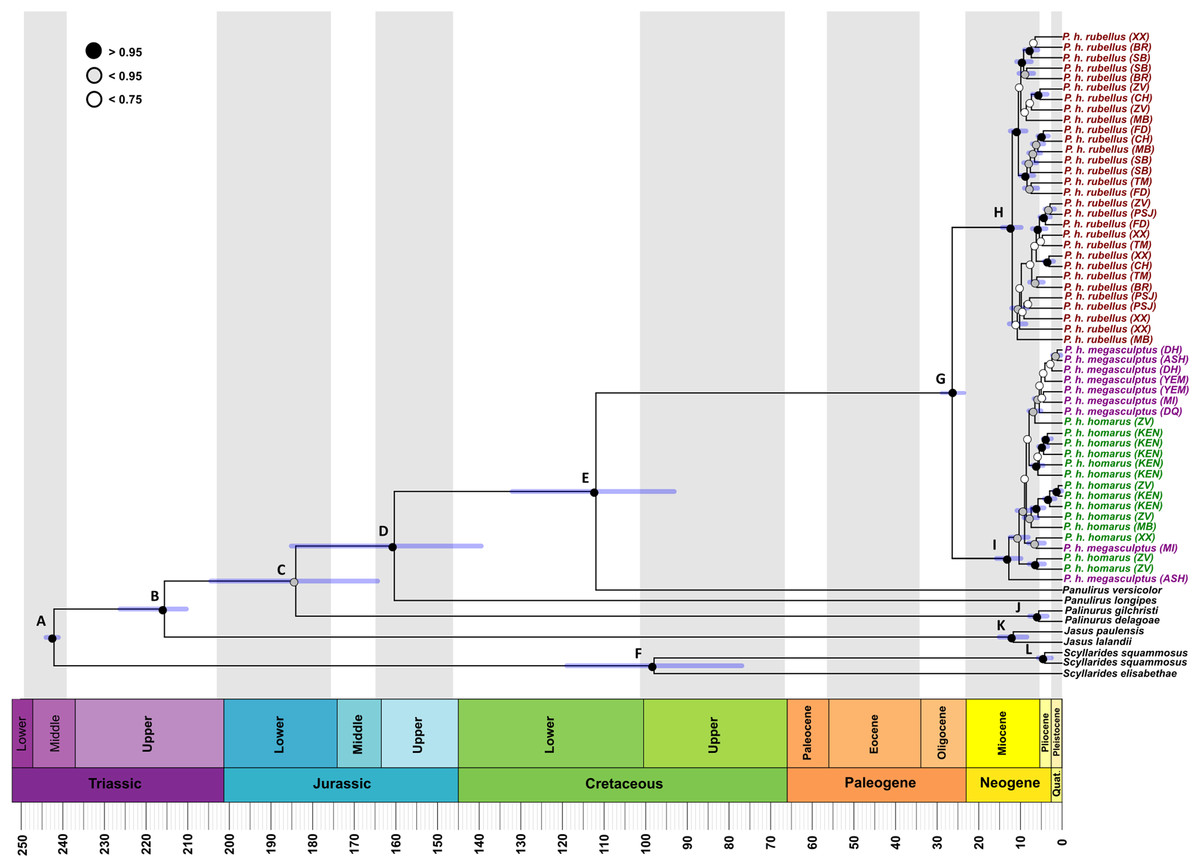 > 0.95
< 0.95
< 0.75
P. h. rubellus (XX)
P. h. rubellus (BR)
P. h. rubellus (SB)
P. h. rubellus (SB)
P. h. rubellus (BR)
P. h. rubellus (ZV)
P. h. rubellus (CH)
P. h. rubellus (ZV)
P. h. rubellus (MB)
P. h. rubellus (FD)
P. h. rubellus (CH)
P. h. rubellus (MB)
P. h. rubellus (SB)
P. h. rubellus (SB)
P. h. rubellus (TM)
P. h. rubellus (FD)
P. h. rubellus (ZV)
H
P. h. rubellus (PSJ)
P. h. rubellus (FD)
P. h. rubellus (XX)
P. h. rubellus (TM)
P. h. rubellus (XX)
P. h. rubellus (CH)
P. h. rubellus (TM)
P. h. rubellus (BR)
P. h. rubellus (PSJ)
P. h. rubellus (PSJ)
P. h. rubellus (XX)
P. h. rubellus (XX)
P. h. rubellus (MB)
P. h. megasculptus (DH)
P. h. megasculptus (ASH)
P. h. megasculptus (DH)
G
P. h. megasculptus (YEM)
P. h. megasculptus (YEM)
P. h. megasculptus (MI)
P. h. megasculptus (DQ)
P. h. homarus (ZV)
P. h. homarus (KEN)
P. h. homarus (KEN)
P. h. homarus (KEN)
P. h. homarus (KEN)
P. h. homarus (KEN)
E
P. h. homarus (ZV)
P. h. homarus (KEN)
P. h. homarus (KEN)
P. h. homarus (ZV)
P. h. homarus (MB)
D
P. h. homarus (XX)
I
P. h. megasculptus (MI)
P. h. homarus (ZV)
P. h. homarus (ZV)
C
P. h. megasculptus (ASH)
Panulirus versicolor
B
Panulirus longipes
J
Palinurus gilchristi
A
Palinurus delagoae
K
Jasus paulensis
Jasus lalandii
F
L
Scyllarides squammosus
Scyllarides squammosus
Scyllarides elisabethae
Lower
Middle
Upper
Lower
Middle
Upper
Lower
Upper
Paleocene
Eocene
Oligocene
Miocene
Pliocene
Pleistocene
Triassic
Jurassic
Cretaceous
Paleogene
Neogene
Quat.
250
240
230
220
210
200
190
180
170
160
150
140
130
120
110
100
90
80
70
60
50
40
30
20
10
0